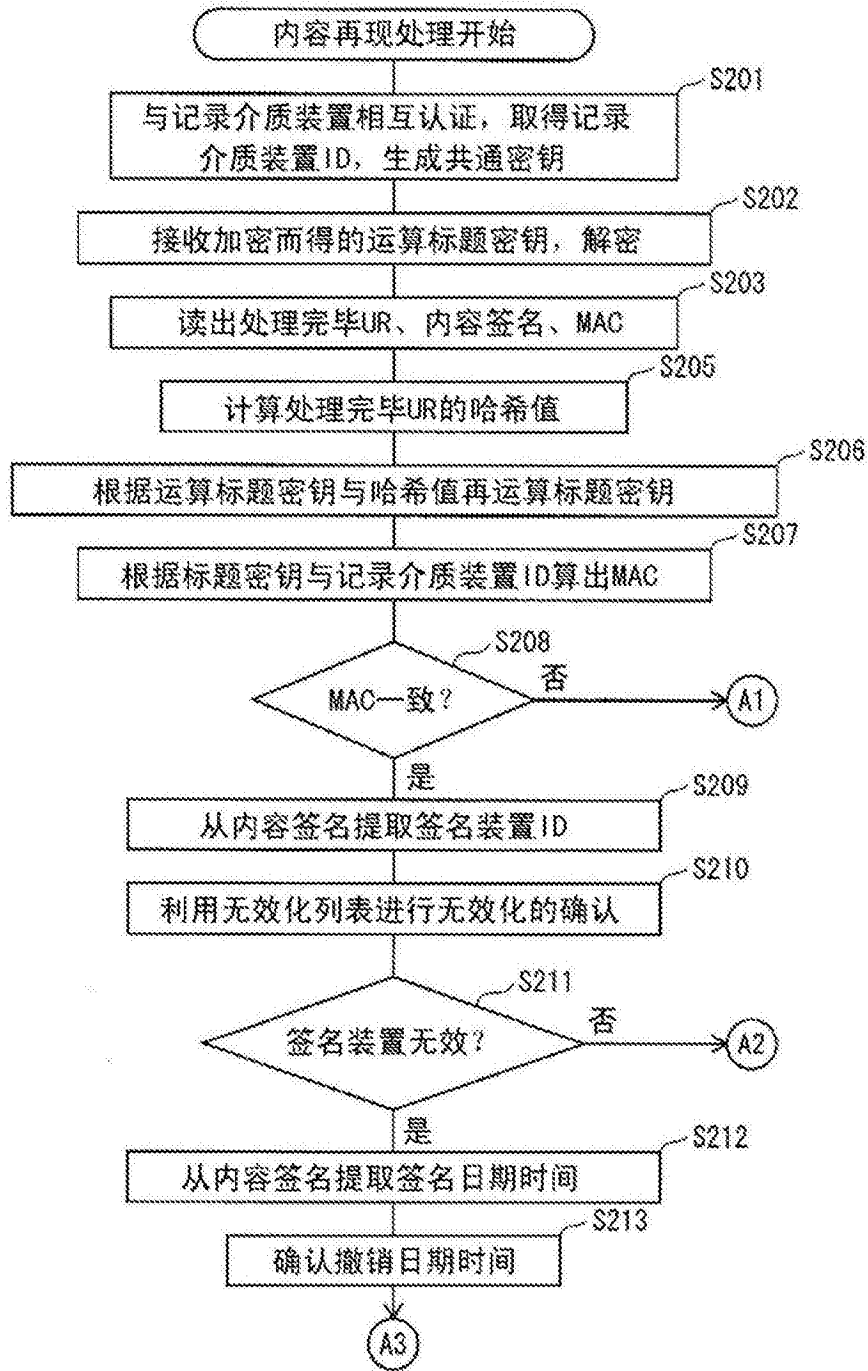 内容再现处理开始
S201
与记录介质装置相互认证，取得记录
介质装置ID，生成共通密钥
S202
接收加密而得的运算标题密钥，解密
S203
读出处理完毕UR、内容签名、MAC
S205
计算处理完毕UR的哈希值
S206
根据运算标题密钥与哈希值再运算标题密钥
S207
根据标题密钥与记录介质装置ID算出MAC
S208
MAC一致？
否
A1
是
S209
从内容签名提取签名装置ID
S210
利用无效化列表进行无效化的确认
S211
签名装置无效？
否
A2
是
S212
从内容签名提取签名日期时间
S213
确认撤销日期时间
A3